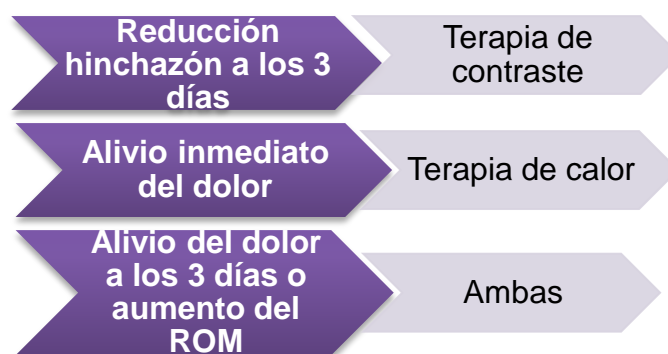 Reducción
hinchazón a los 3
días
Terapia de
contraste
Alivio inmediato
del dolor
Terapia de calor
Alivio del dolor
a los 3 días o
aumento del
ROM
Ambas